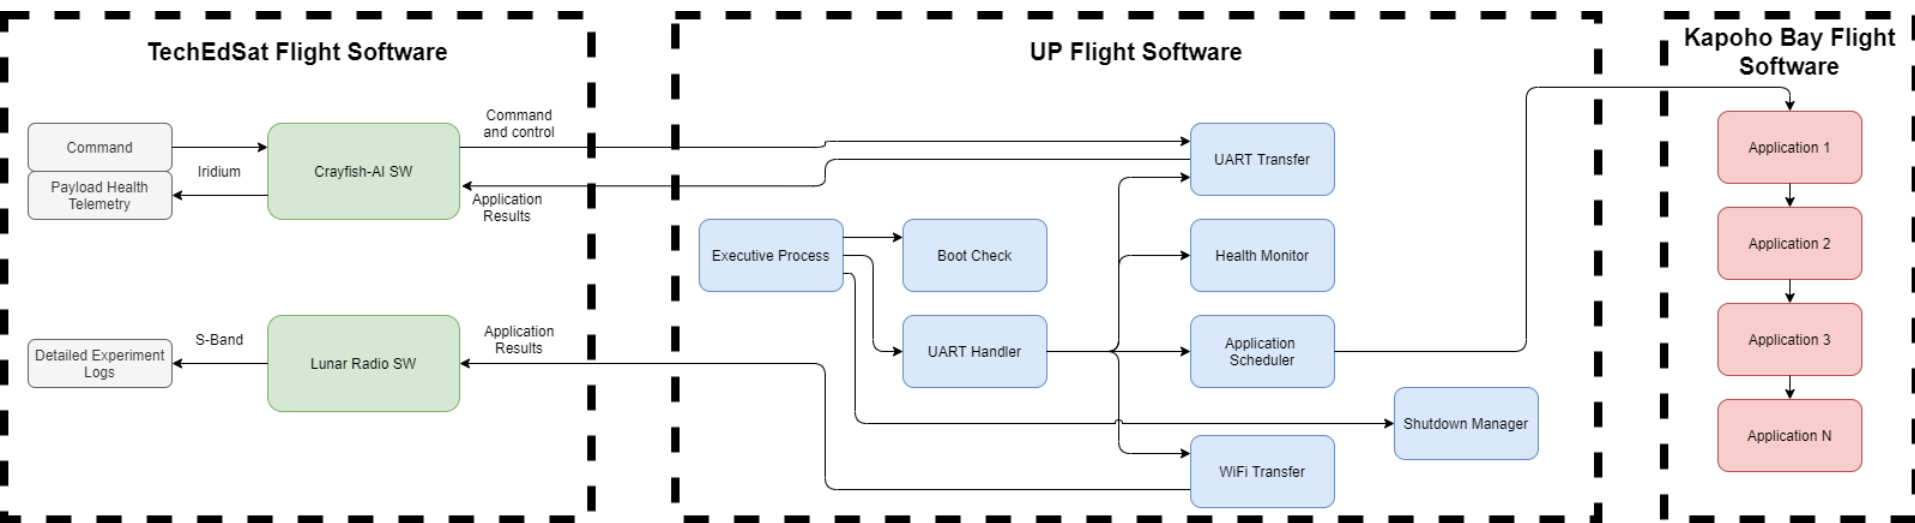 TechEdSat Flight Software
Command
Payload Health
Telemetry
Iridium
Crayfish-AI SW
Command
and control
Application
Results
Detailed Experiment
Logs
S-Band
Lunar Radio SW
Application
Results
UP Flight Software
Executive Process
Boot Check
UART Handler
UART Transfer
Health Monitor
Application
Scheduler
Shutdown Manager
WiFi Transfer
Kapoho Bay Flight
Software
Application 1
Application 2
Application 3
Application N